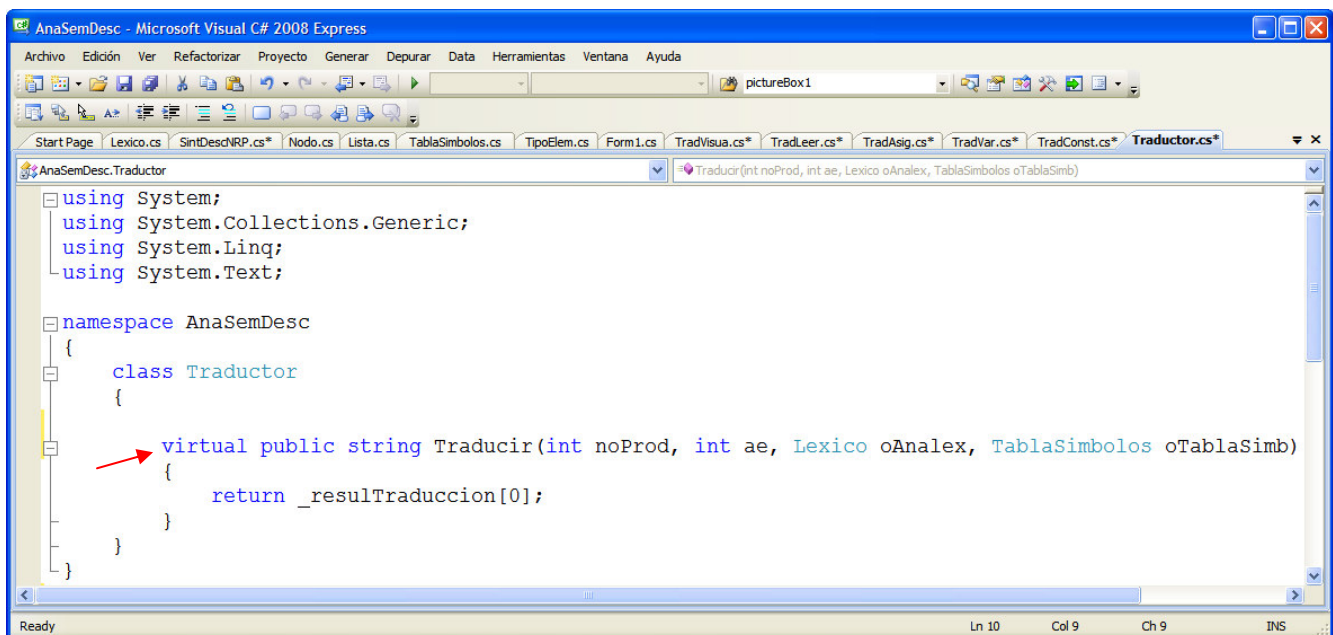 AnaSemDesc - Microsoft Visual C# 2008 Express
Archivo Edición Ver Refactorizar Proyecto Generar Depurar Data Herramientas Ventana Ayuda
pictureBox1
Start Page Lexico.cs SintDescNRP.cs* Nodo.cs Lista.cs TablaSimbolos.cs TipoElem.cs Form1.cs TradVisua.cs* TradLeer.cs* TradAsig.cs* TradVar.cs* TradConst.cs* Traductor.cs*
AnaSemDesc.Traductor Traducir(int noProd, int ae, Lexico oAnalex, TablaSimbolos oTablaSimb)
using System;
using System.Collections.Generic;
using System.Linq;
using System.Text;
namespace AnaSemDesc
{
class Traductor
{
virtual public string Traducir(int noProd, int ae, Lexico oAnalex, TablaSimbolos oTablaSimb)
{
return _resulTraduccion[0];
}
}
}
Ready Ln 10 Col 9 Ch 9 INS